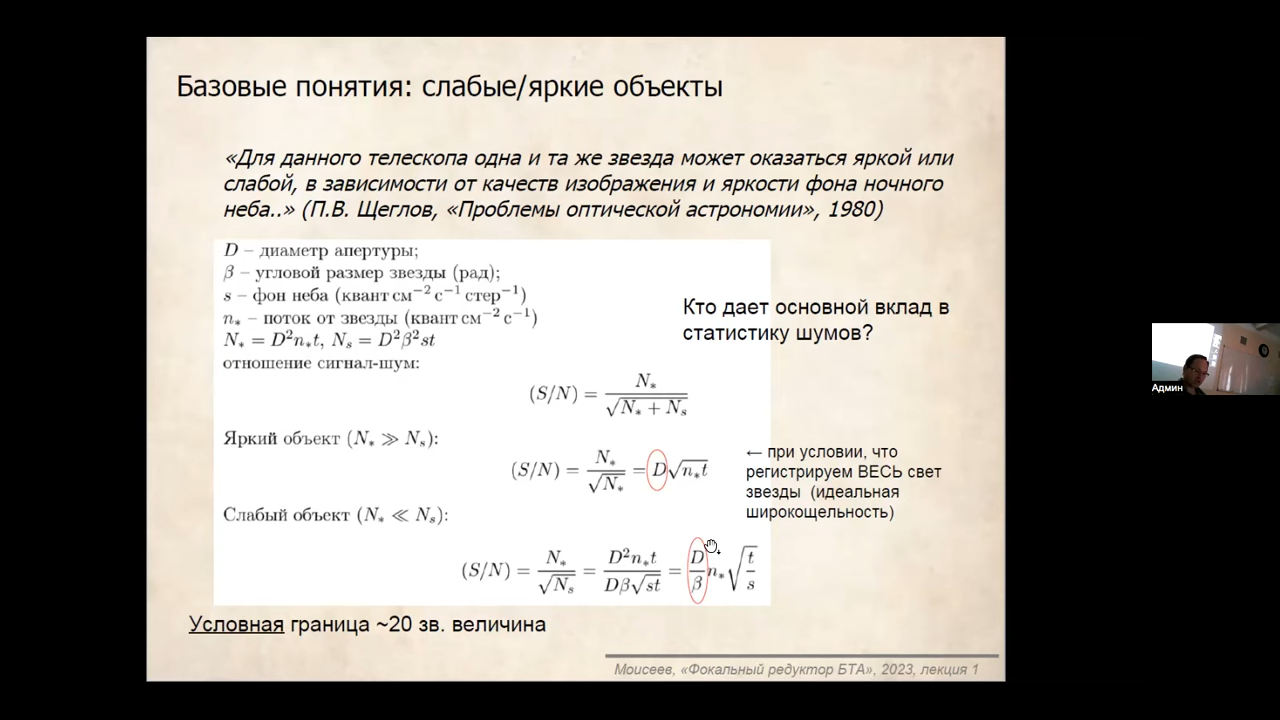 Базовые понятия: слабые/яркие объекты
«Для данного телескопа одна и та же звезда может оказаться яркой или
слабой, в зависимости от качеств изображения и яркости фона ночного
неба..» (П.В. Щеглов, «Проблемы оптической астрономии», 1980)
D – диаметр апертуры;
β – угловой размер звезды (рад);
s – фон неба (квант см⁻² с⁻¹ стер⁻¹)
n* – поток от звезды (квант см⁻² с⁻¹)
N* = D²n*t, Nₛ = D²β²st
отношение сигнал-шум:
(S/N) = N* / √(N* + Nₛ)
Кто дает основной вклад в
статистику шумов?
Яркий объект (N* ≫ Nₛ):
(S/N) = N* / √N* = D√(n*t)
← при условии, что
регистрируем ВЕСЬ свет
звезды (идеальная
широкощельность)
Слабый объект (N* ≪ Nₛ):
(S/N) = N* / √Nₛ = D²n*t / Dβ√(st) = D/β n* √(t/s)
Условная граница ~20 зв. величина
Моисеев, «Фокальный редуктор БТА», 2023, лекция 1
Админ